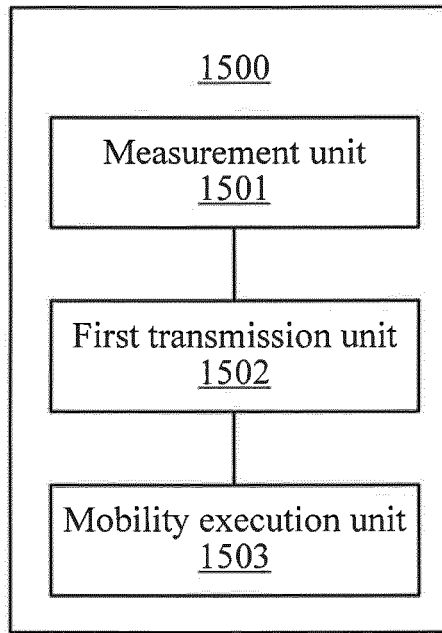 1500
Measurement unit
1501
First transmission unit
1502
Mobility execution unit
1503